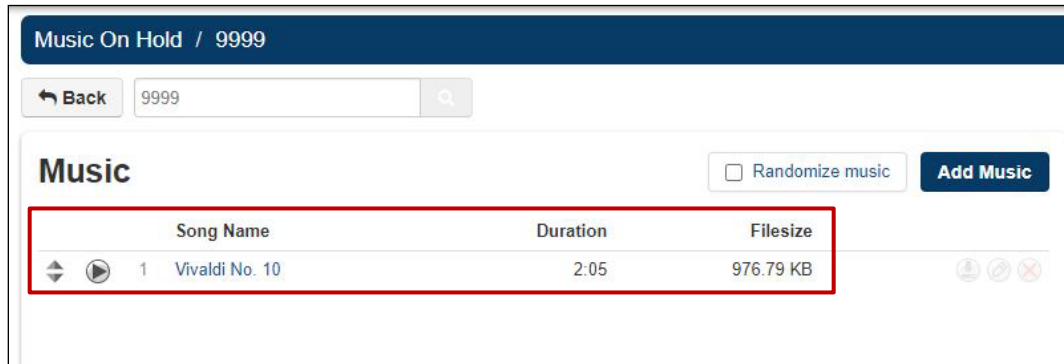 Music On Hold / 9999
Back 9999
Music Randomize music Add Music
Song Name Duration Filesize
1 Vivaldi No. 10 2:05 976.79 KB